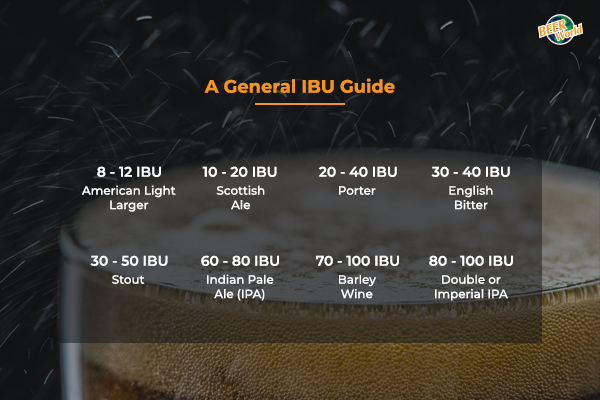 BEER
World
A General IBU Guide
8 - 12 IBU
American Light
Larger
10 - 20 IBU
Scottish
Ale
20 - 40 IBU
Porter
30 - 40 IBU
English
Bitter
30 - 50 IBU
Stout
60 - 80 IBU
Indian Pale
Ale (IPA)
70 - 100 IBU
Barley
Wine
80 - 100 IBU
Double or
Imperial IPA